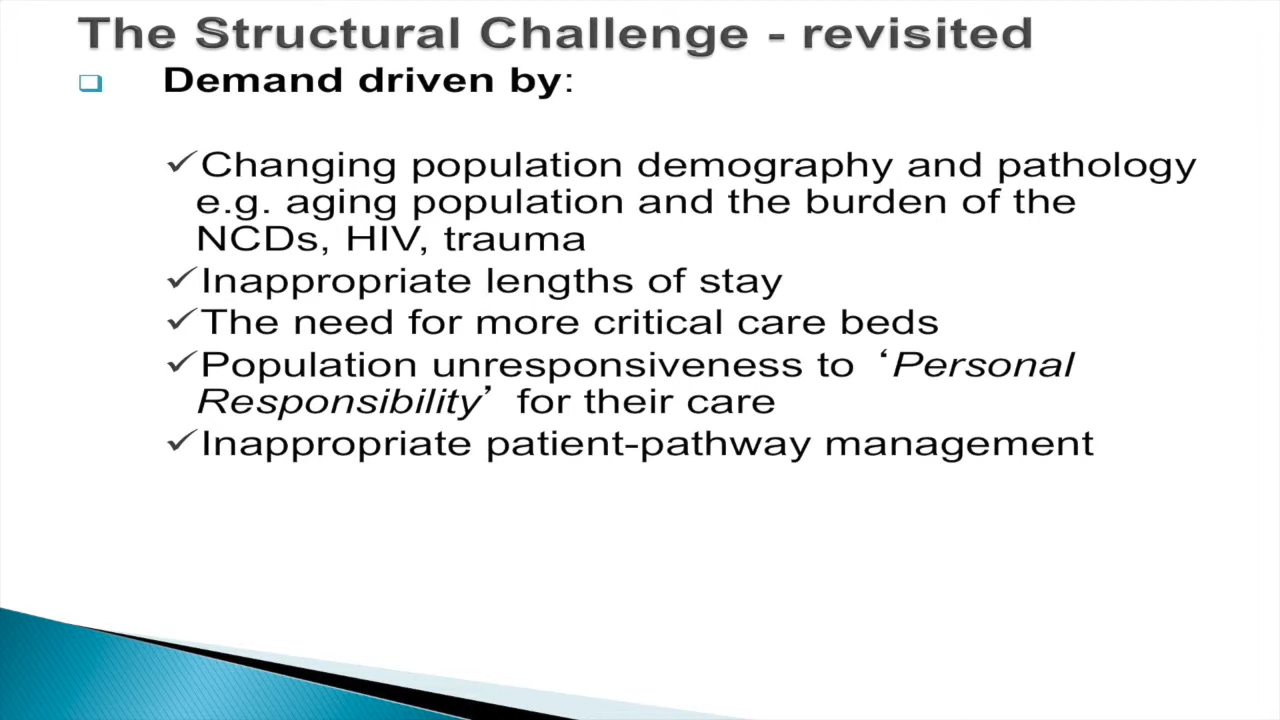 The Structural Challenge - revisited
❑ Demand driven by:
✓Changing population demography and pathology
e.g. aging population and the burden of the
NCDs, HIV, trauma
✓Inappropriate lengths of stay
✓The need for more critical care beds
✓Population unresponsiveness to ‘Personal
Responsibility’ for their care
✓Inappropriate patient-pathway management